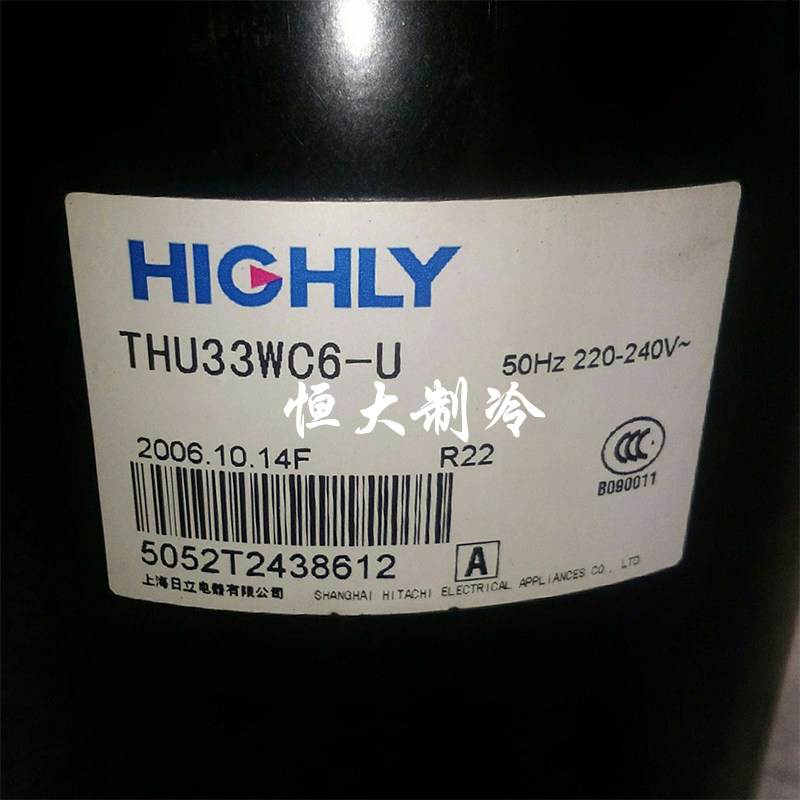 HIGHLY
THU33WC6-U
50Hz 220-240V~
恒大制冷
2006.10.14F
R22
CCC
B090011
5052T2438612
A
上海日立电器有限公司
SHANGHAI HITACHI ELECTRICAL APPLIANCES CO., LTD